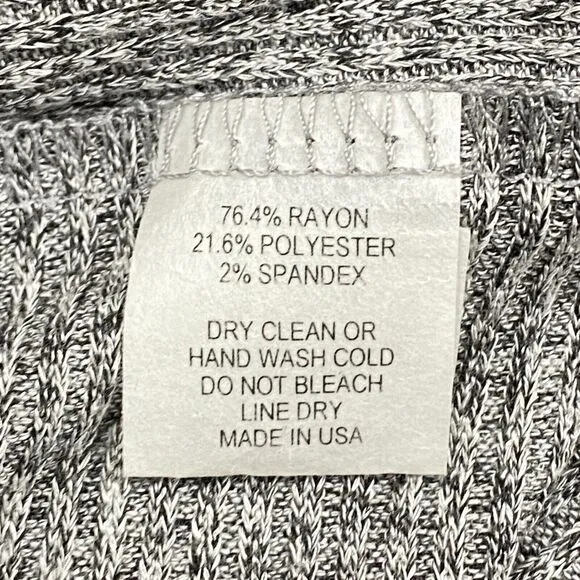 76.4% RAYON
21.6% POLYESTER
2% SPANDEX
DRY CLEAN OR
HAND WASH COLD
DO NOT BLEACH
LINE DRY
MADE IN USA